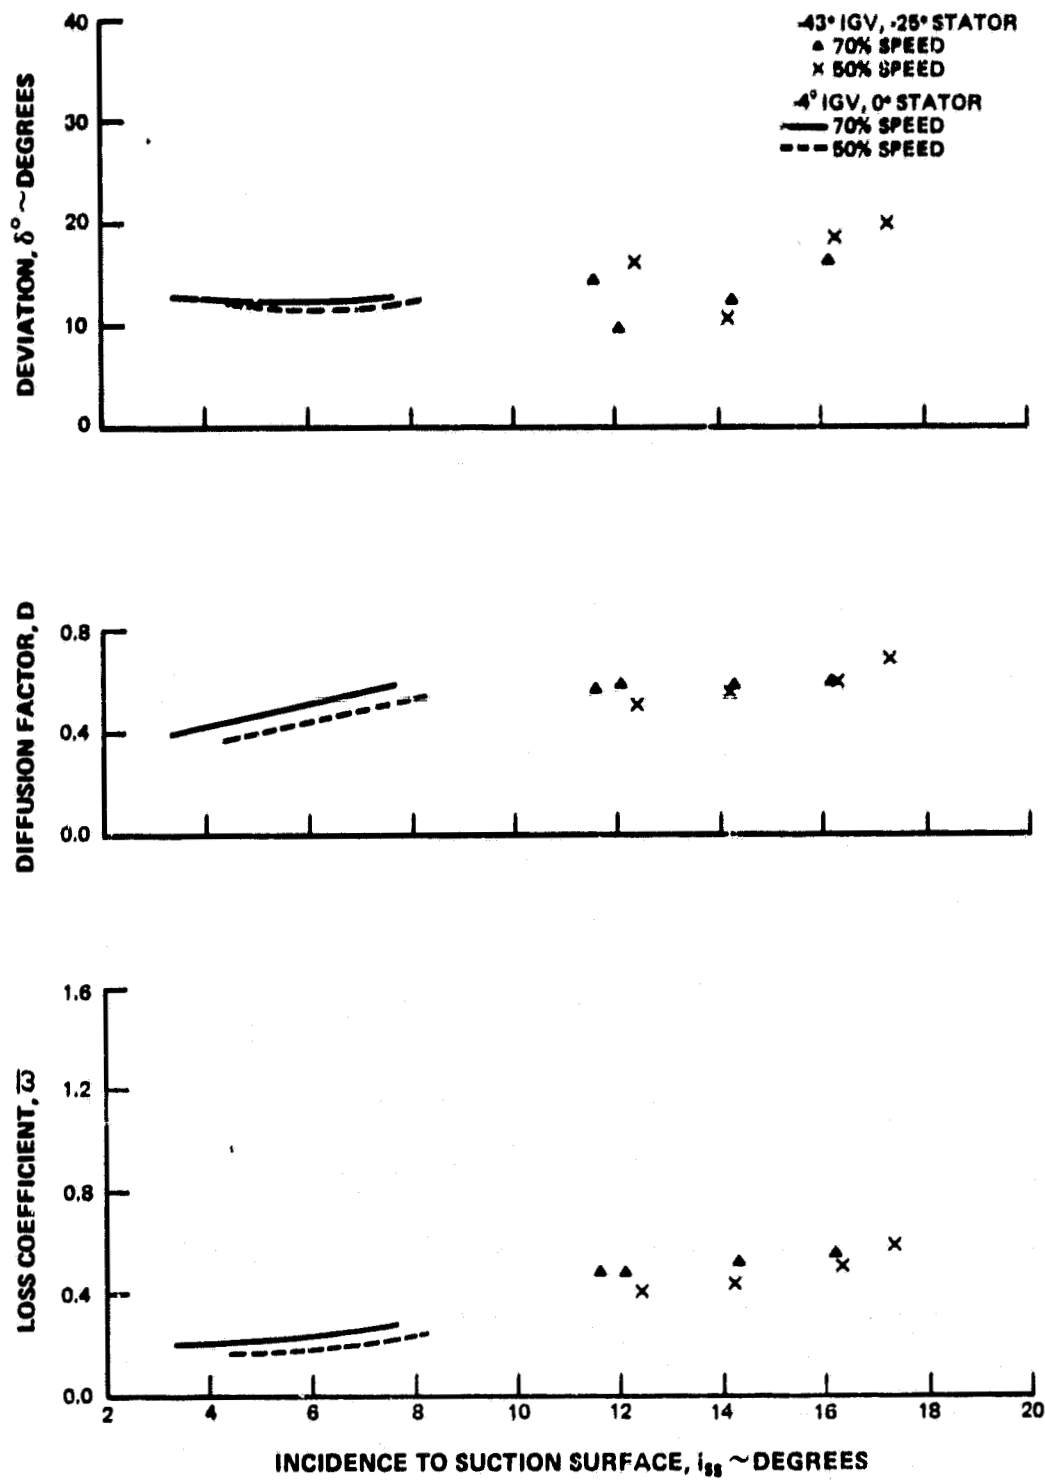 -43° IGV, -25° STATOR
▲ 70% SPEED
× 50% SPEED
-4° IGV, 0° STATOR
70% SPEED
50% SPEED
40
30
20
10
0
DEVIATION, δ° ~ DEGREES
0.8
0.4
0.0
DIFFUSION FACTOR, D
1.6
1.2
0.8
0.4
0.0
LOSS COEFFICIENT, ω̅
2 4 6 8 10 12 14 16 18 20
INCIDENCE TO SUCTION SURFACE, iss ~ DEGREES